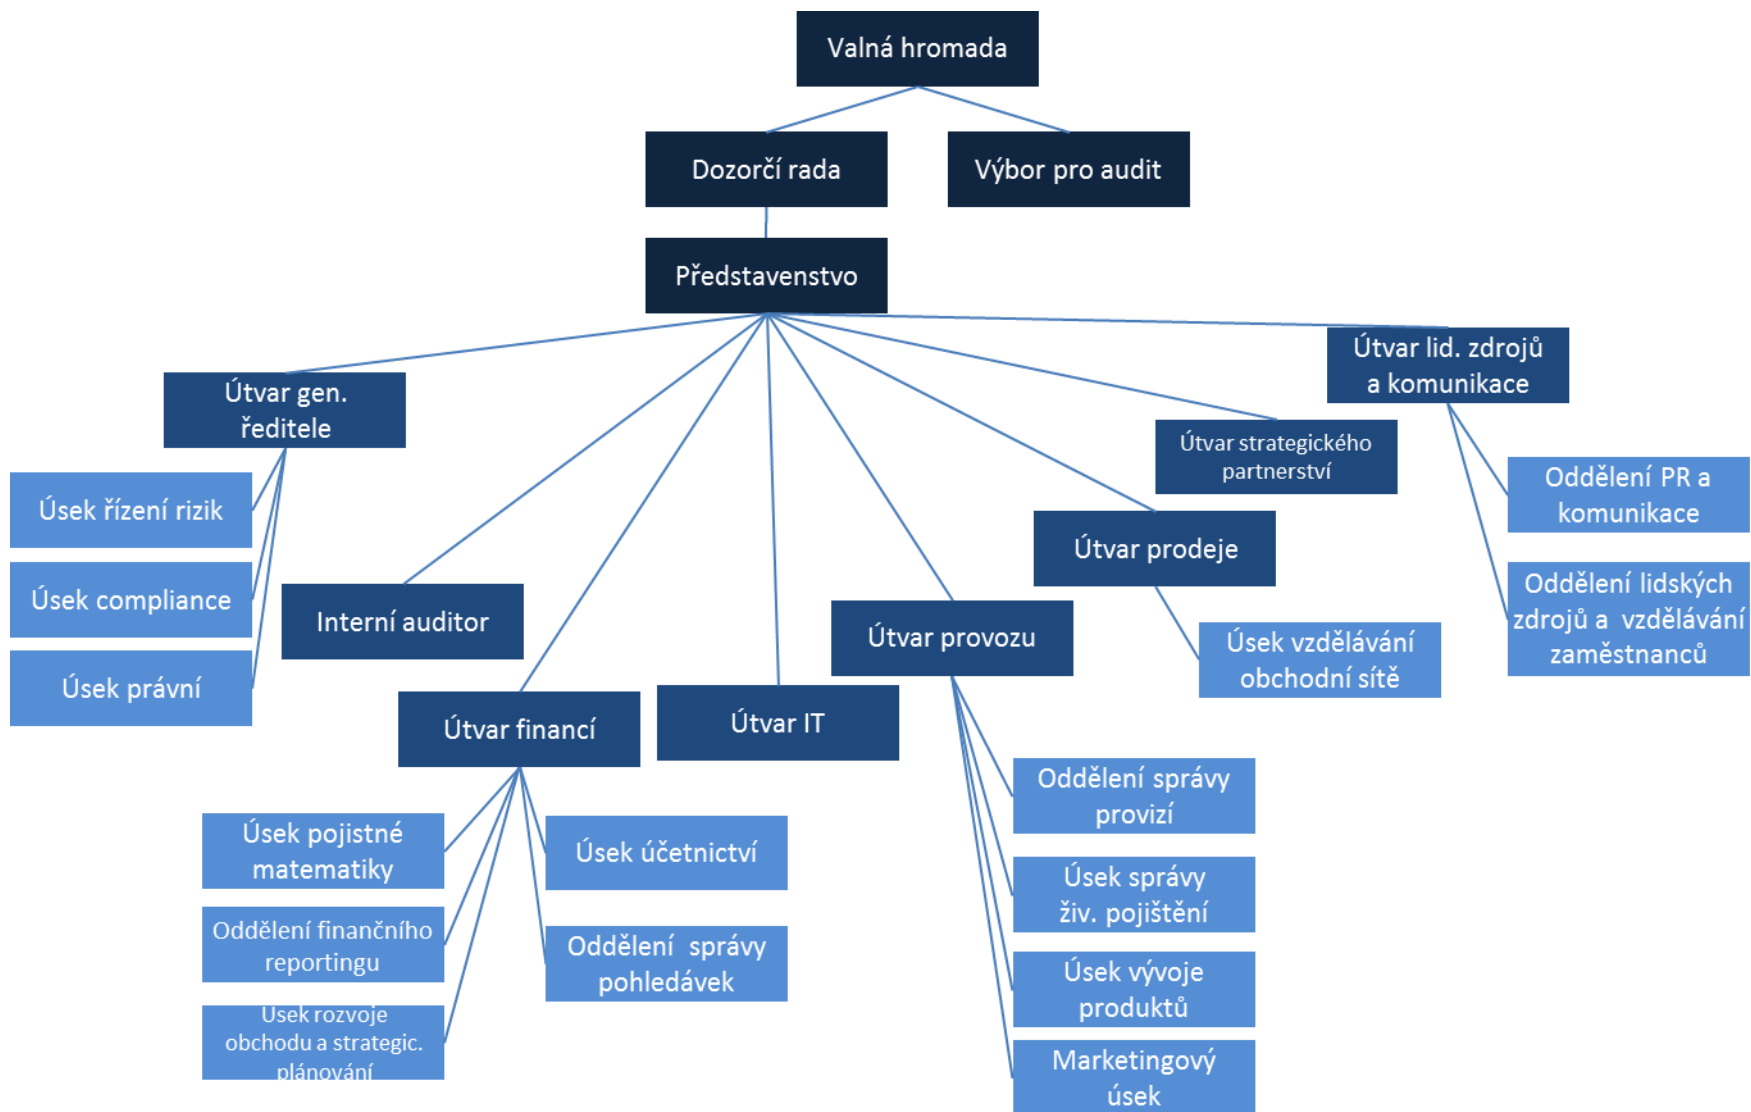 Valná hromada
Dozorčí rada
Výbor pro audit
Představenstvo
Útvar lid. zdrojů
a komunikace
Útvar gen.
ředitele
Útvar strategického
partnerství
Oddělení PR a
komunikace
Úsek řízení rizik
Útvar prodeje
Úsek compliance
Interní auditor
Útvar provozu
Oddělení lidských
zdrojů a vzdělávání
zaměstnanců
Úsek vzdělávání
obchodní sítě
Úsek právní
Útvar financí
Útvar IT
Oddělení správy
provizí
Úsek pojistné
matematiky
Úsek účetnictví
Úsek správy
živ. pojištění
Oddělení finančního
reportingu
Oddělení správy
pohledávek
Úsek vývoje
produktů
Úsek rozvoje
obchodu a strategic.
plánování
Marketingový
úsek